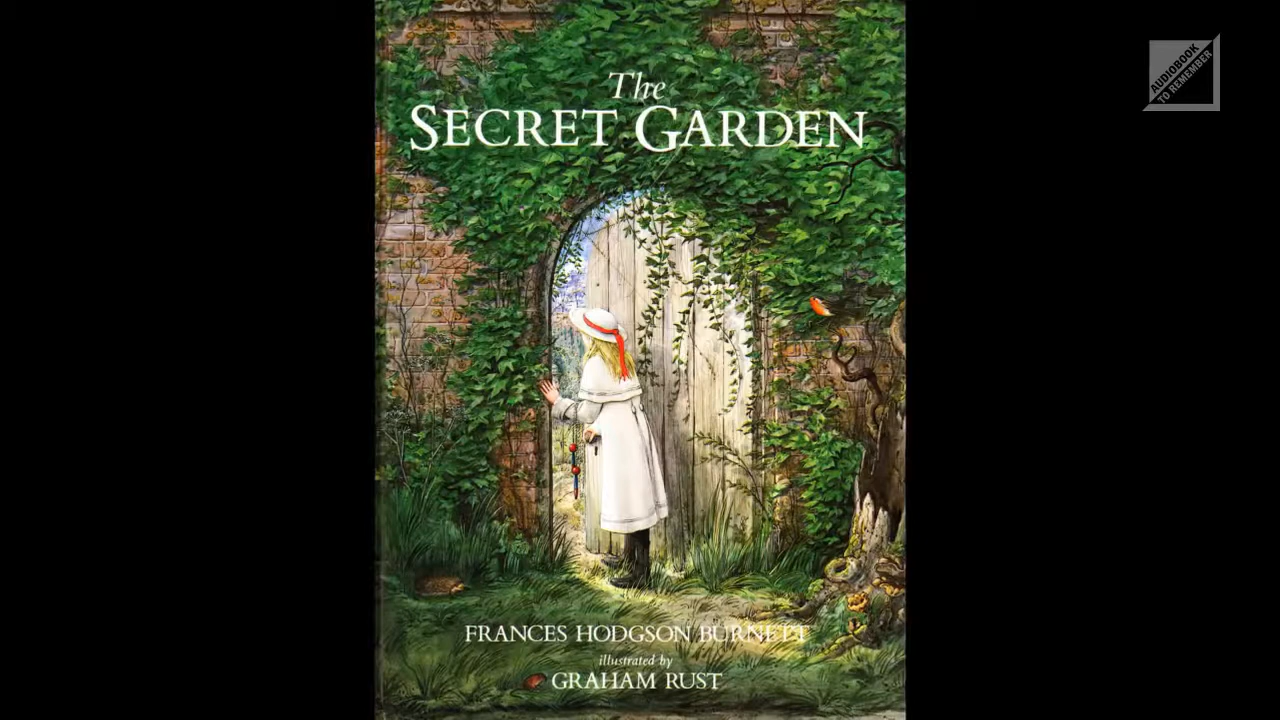 The
SECRET GARDEN
AUDIOBOOK
TO REMEMBER
FRANCES HODGSON BURNETT
illustrated by
GRAHAM RUST